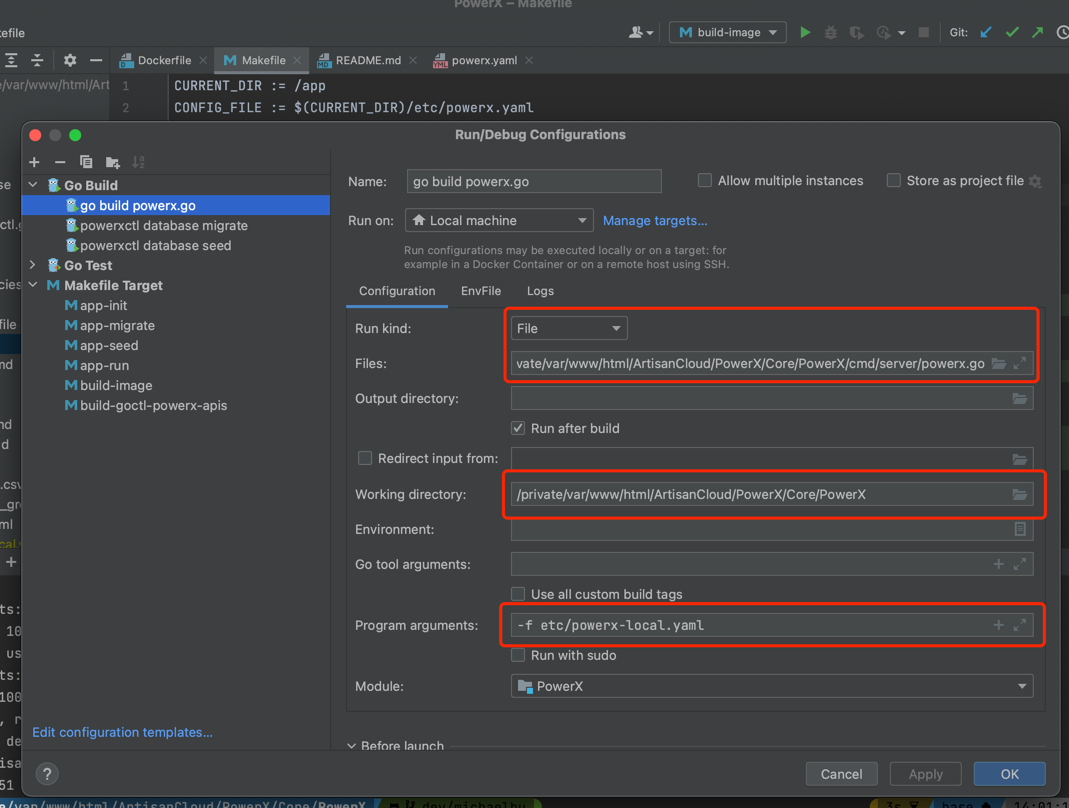 PowerX – Makefile
efile
build-image
Git:
Dockerfile
Makefile
README.md
powerx.yaml
/var/www/html/Art
1 CURRENT_DIR := /app
2 CONFIG_FILE := $(CURRENT_DIR)/etc/powerx.yaml
Run/Debug Configurations
Go Build
go build powerx.go
powerxctl database migrate
powerxctl database seed
Go Test
Makefile Target
app-init
app-migrate
app-seed
app-run
build-image
build-goctl-powerx-apis
Edit configuration templates...
Name: go build powerx.go
Allow multiple instances
Store as project file
Run on: Local machine
Manage targets...
Run configurations may be executed locally or on a target: for
example in a Docker Container or on a remote host using SSH.
Configuration
EnvFile
Logs
Run kind: File
Files: vate/var/www/html/ArtisanCloud/PowerX/Core/PowerX/cmd/server/powerx.go
Output directory:
Run after build
Redirect input from:
Working directory: /private/var/www/html/ArtisanCloud/PowerX/Core/PowerX
Environment:
Go tool arguments:
Use all custom build tags
Program arguments: -f etc/powerx-local.yaml
Run with sudo
Module: PowerX
Before launch
?
Cancel
Apply
OK